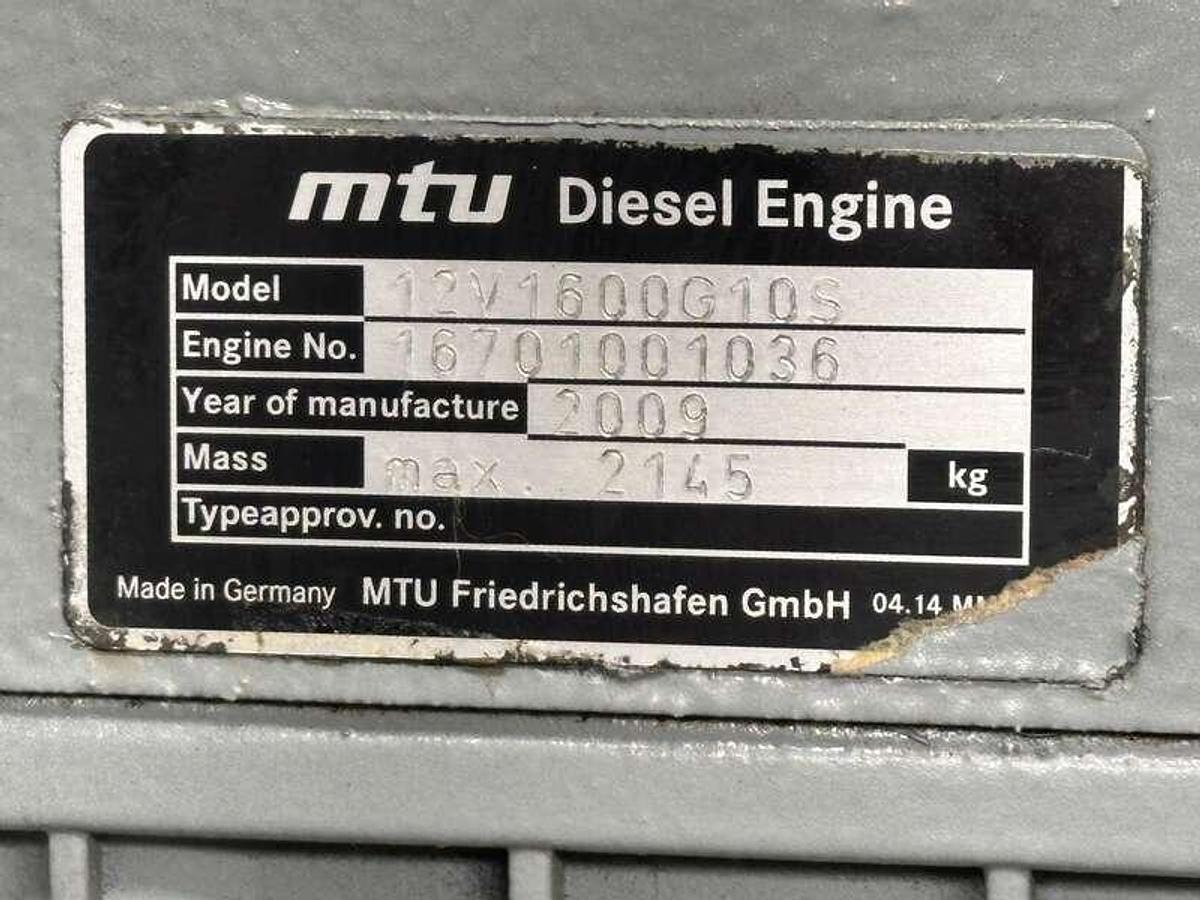 mtu Diesel Engine
Model 12V1600G10S
Engine No. 16701001036
Year of manufacture 2009
Mass max. 2145 kg
Typeapprov. no.
Made in Germany MTU Friedrichshafen GmbH 04.14